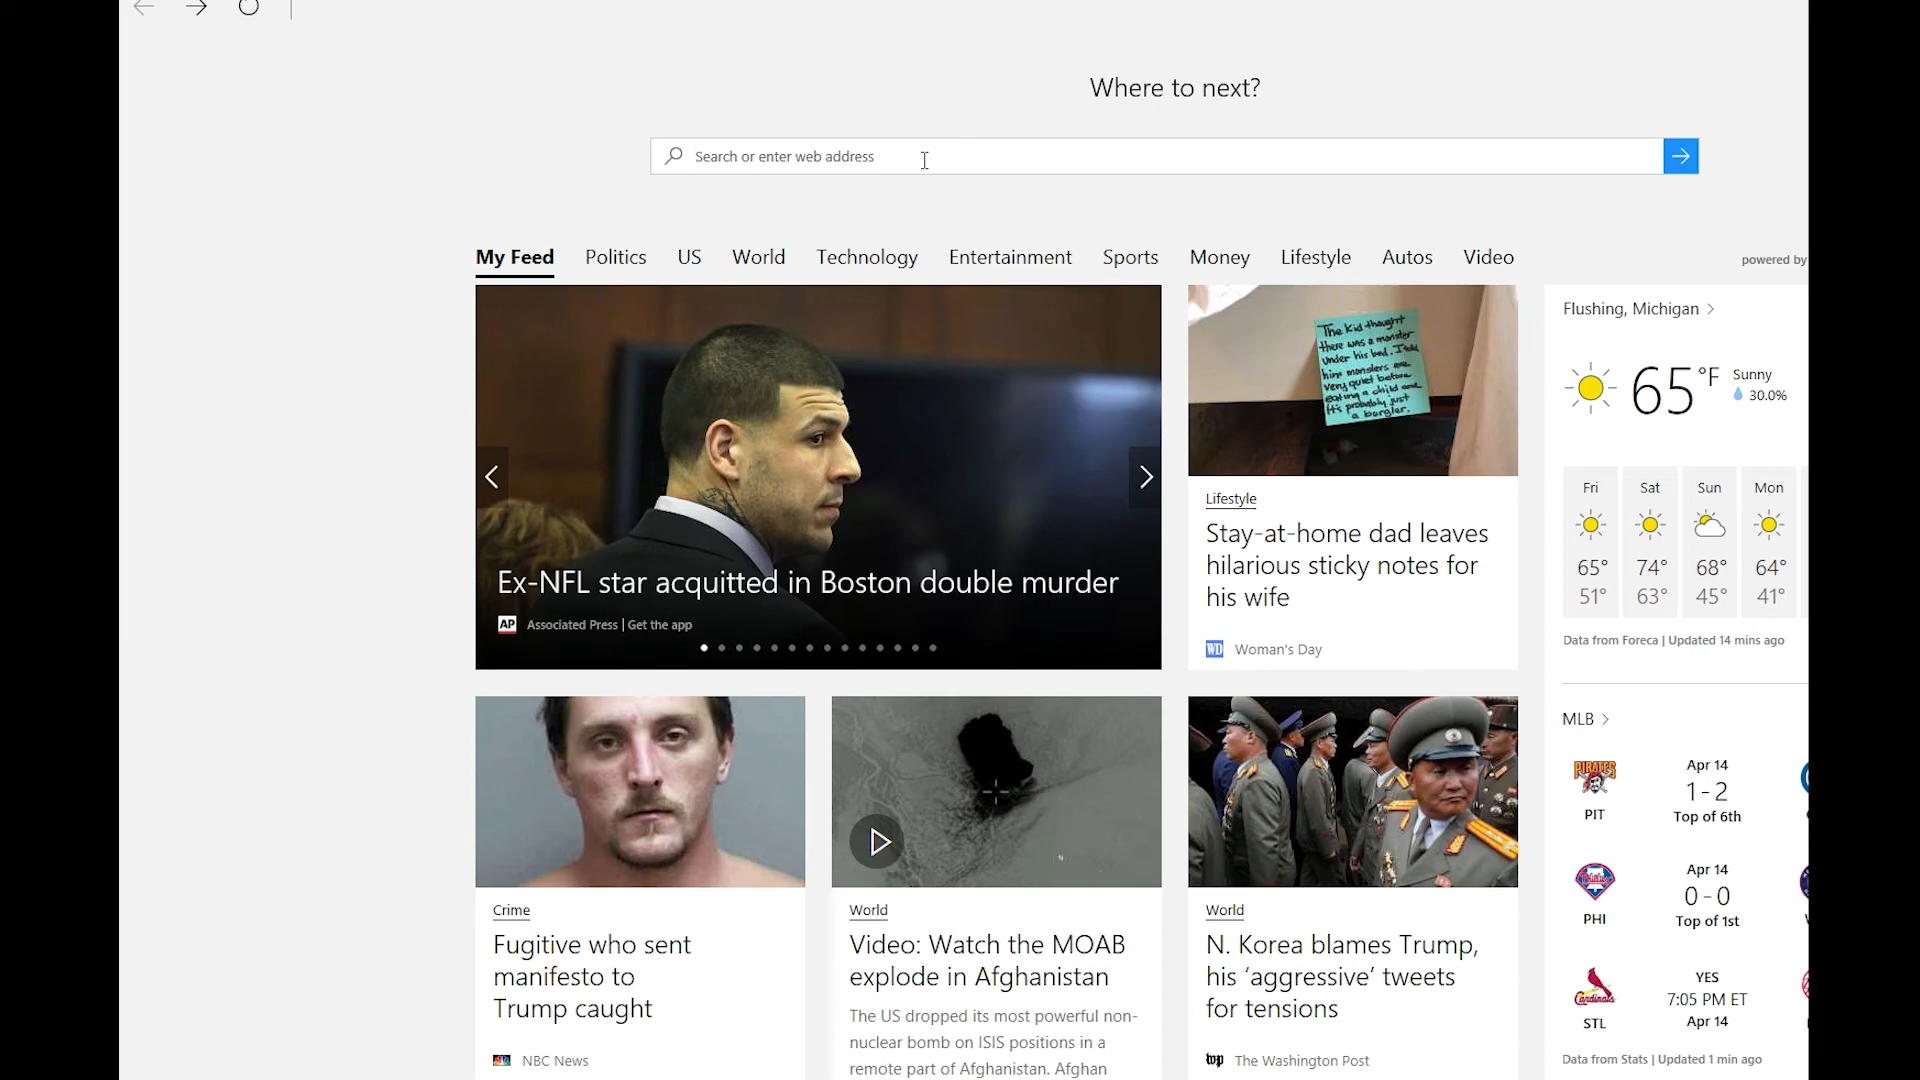 Where to next?
Search or enter web address
My Feed Politics US World Technology Entertainment Sports Money Lifestyle Autos Video
powered by
Ex-NFL star acquitted in Boston double murder
AP Associated Press | Get the app
The kid thought
there was a monster
under his bed. I told
him monsters are
very quiet before
eating a child and
it's probably just
a burglar.
Lifestyle
Stay-at-home dad leaves
hilarious sticky notes for
his wife
WD Woman's Day
Flushing, Michigan
65 °F Sunny
30.0%
Fri Sat Sun Mon
65° 74° 68° 64°
51° 63° 45° 41°
Data from Foreca | Updated 14 mins ago
MLB
PIRATES
PIT
Apr 14
1 - 2
Top of 6th
Phillies
PHI
Apr 14
0 - 0
Top of 1st
Cardinals
STL
YES
7:05 PM ET
Apr 14
Data from Stats | Updated 1 min ago
Crime
Fugitive who sent
manifesto to
Trump caught
NBC News
World
Video: Watch the MOAB
explode in Afghanistan
The US dropped its most powerful non-
nuclear bomb on ISIS positions in a
remote part of Afghanistan. Afghan
World
N. Korea blames Trump,
his ‘aggressive’ tweets
for tensions
wp The Washington Post